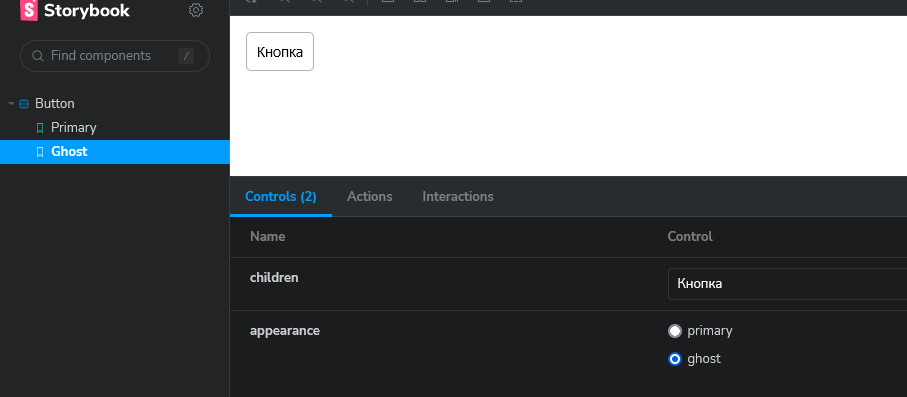 Storybook
Find components /
Button
Primary
Ghost
Кнопка
Controls (2) Actions Interactions
Name Control
children Кнопка
appearance primary
ghost